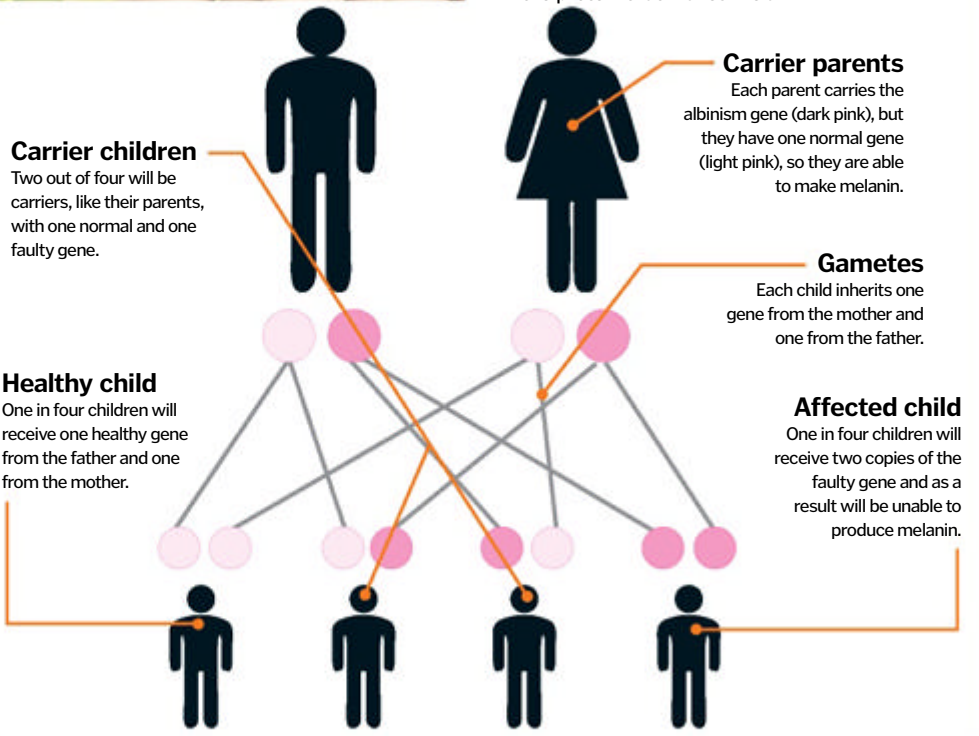 Carrier parents
Each parent carries the
albinism gene (dark pink), but
they have one normal gene
(light pink), so they are able
to make melanin.
Carrier children
Two out of four will be
carriers, like their parents,
with one normal and one
faulty gene.
Gametes
Each child inherits one
gene from the mother and
one from the father.
Healthy child
One in four children will
receive one healthy gene
from the father and one
from the mother.
Affected child
One in four children will
receive two copies of the
faulty gene and as a
result will be unable to
produce melanin.